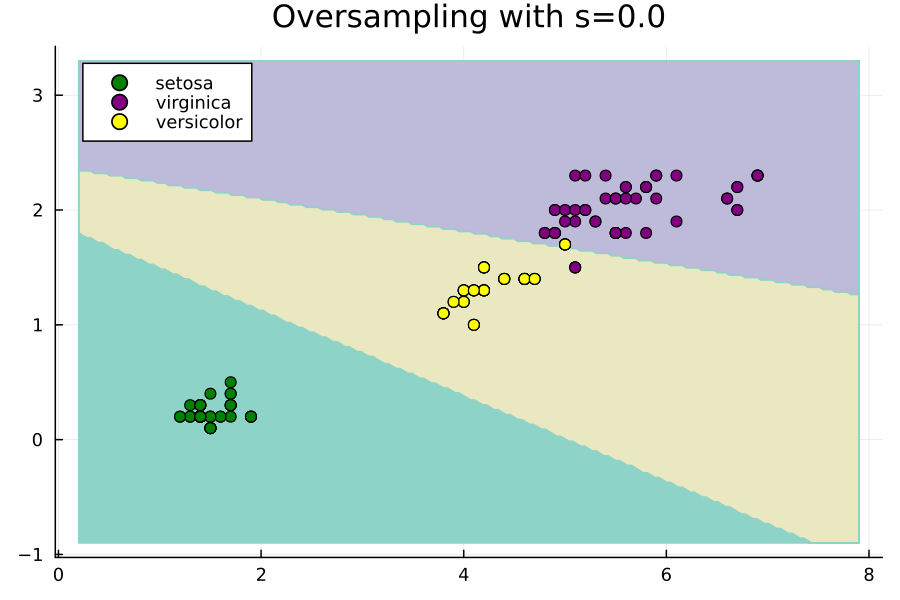 Oversampling with s=0.0
setosa
virginica
versicolor
3
2
1
0
−1
0 2 4 6 8